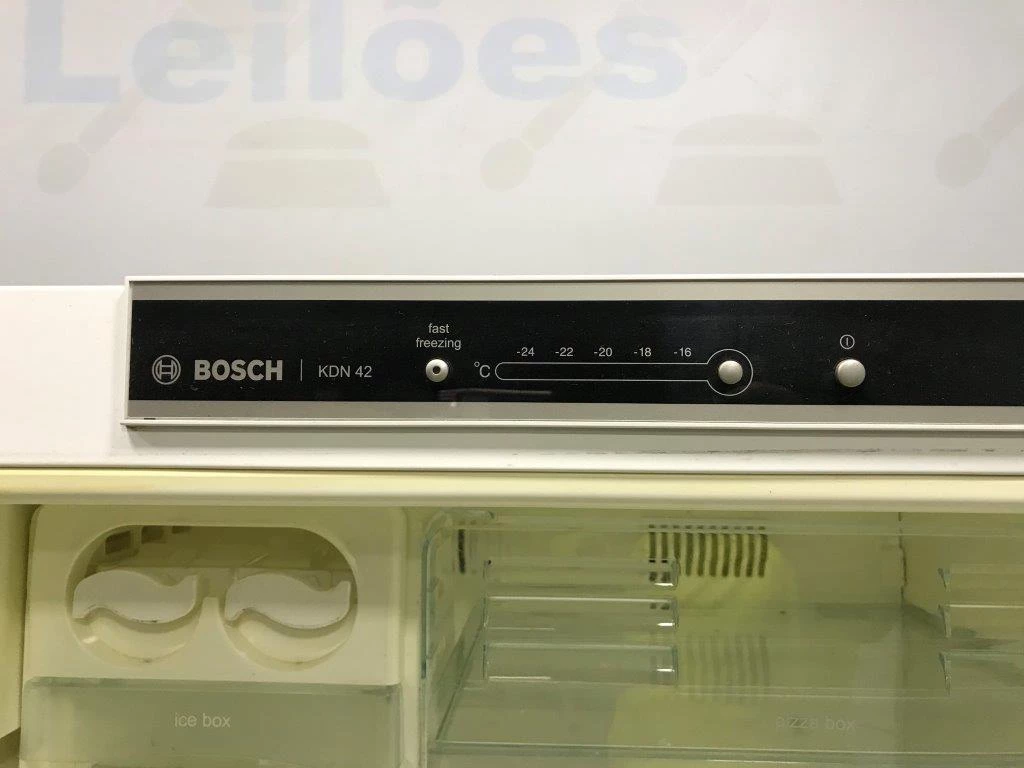 Leilões
fast
freezing
BOSCH | KDN 42
°C
-24 -22 -20 -18 -16
ice box
pizza box